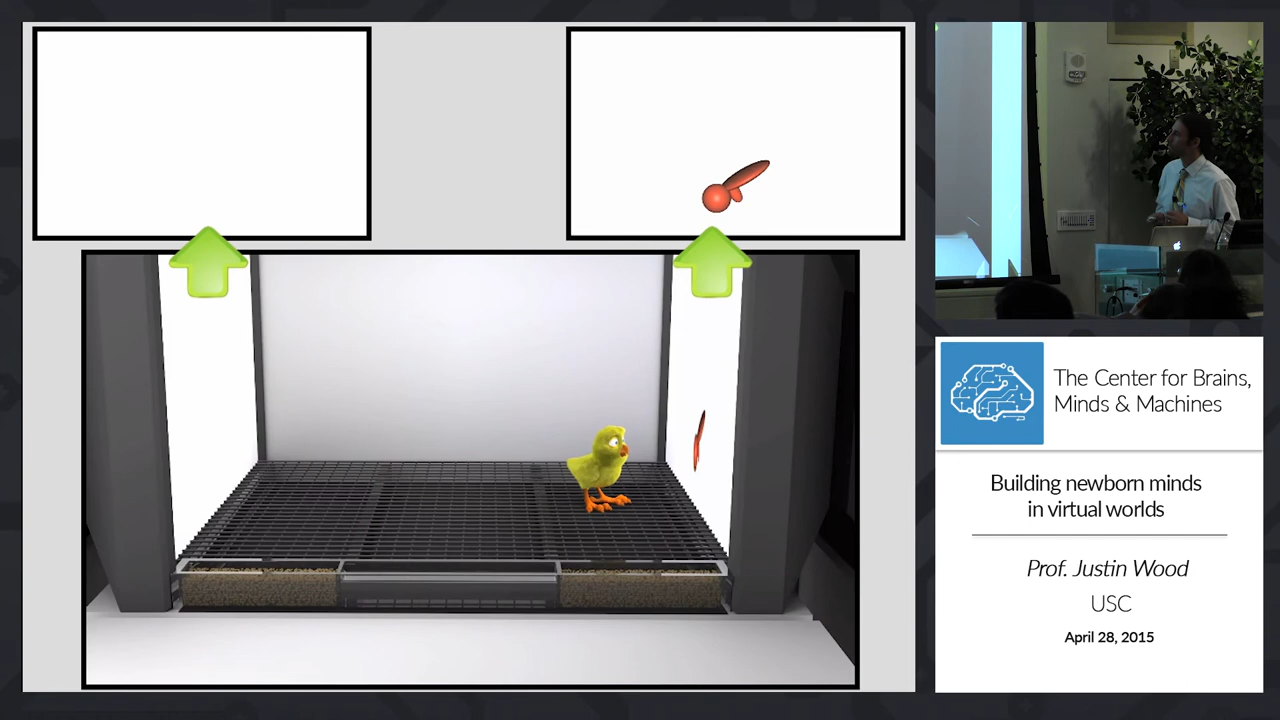 The Center for Brains,
Minds & Machines
Building newborn minds
in virtual worlds
Prof. Justin Wood
USC
April 28, 2015